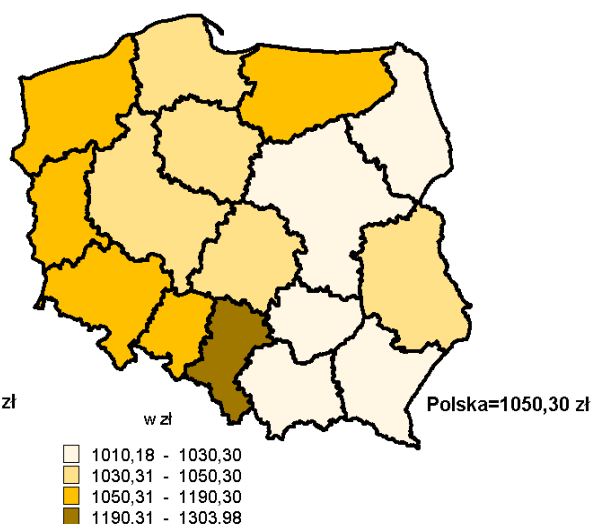 zł
Polska=1050,30 zł
w zł
1010,18 - 1030,30
1030,31 - 1050,30
1050,31 - 1190,30
1190,31 - 1303,98